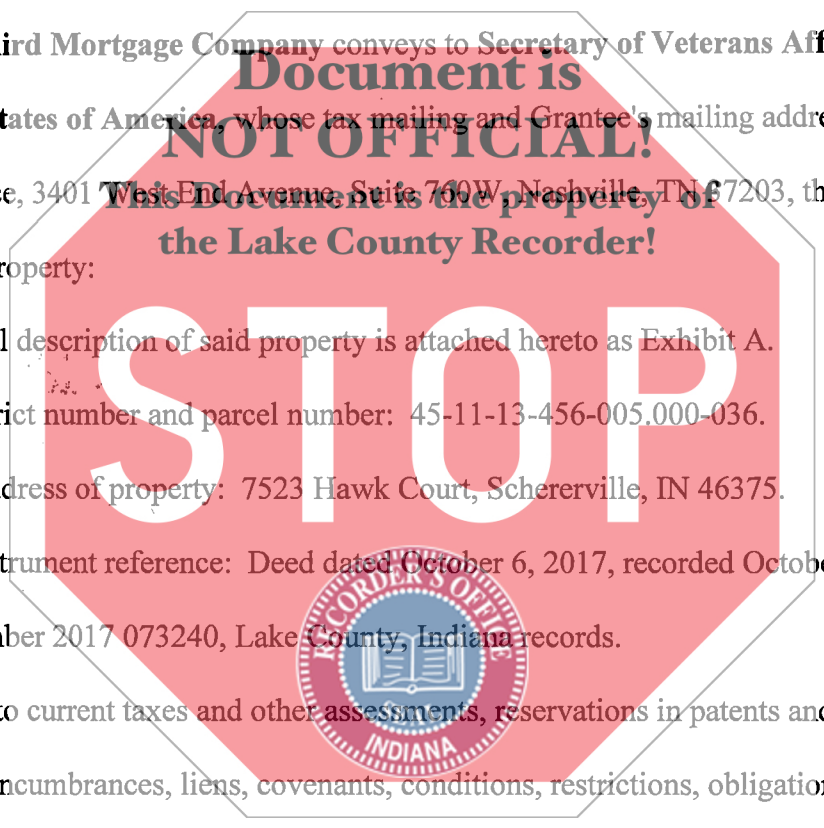 ird Mortgage Company conveys to Secretary of Veterans Aff
Document is
tates of America, whose tax mailing and Grantee's mailing addre
NOT OFFICIAL!
ce, 3401 West End Avenue, Suite 760W, Nashville, TN 37203, th
This Document is the property of
the Lake County Recorder!
roperty:
STOP
l description of said property is attached hereto as Exhibit A.
rict number and parcel number: 45-11-13-456-005.000-036.
dress of property: 7523 Hawk Court, Schererville, IN 46375.
trument reference: Deed dated October 6, 2017, recorded Octobe
RECORDER'S OFFICE
nber 2017 073240, Lake County, Indiana records.
to current taxes and other assessments, reservations in patents and
INDIANA
ncumbrances, liens, covenants, conditions, restrictions, obligation